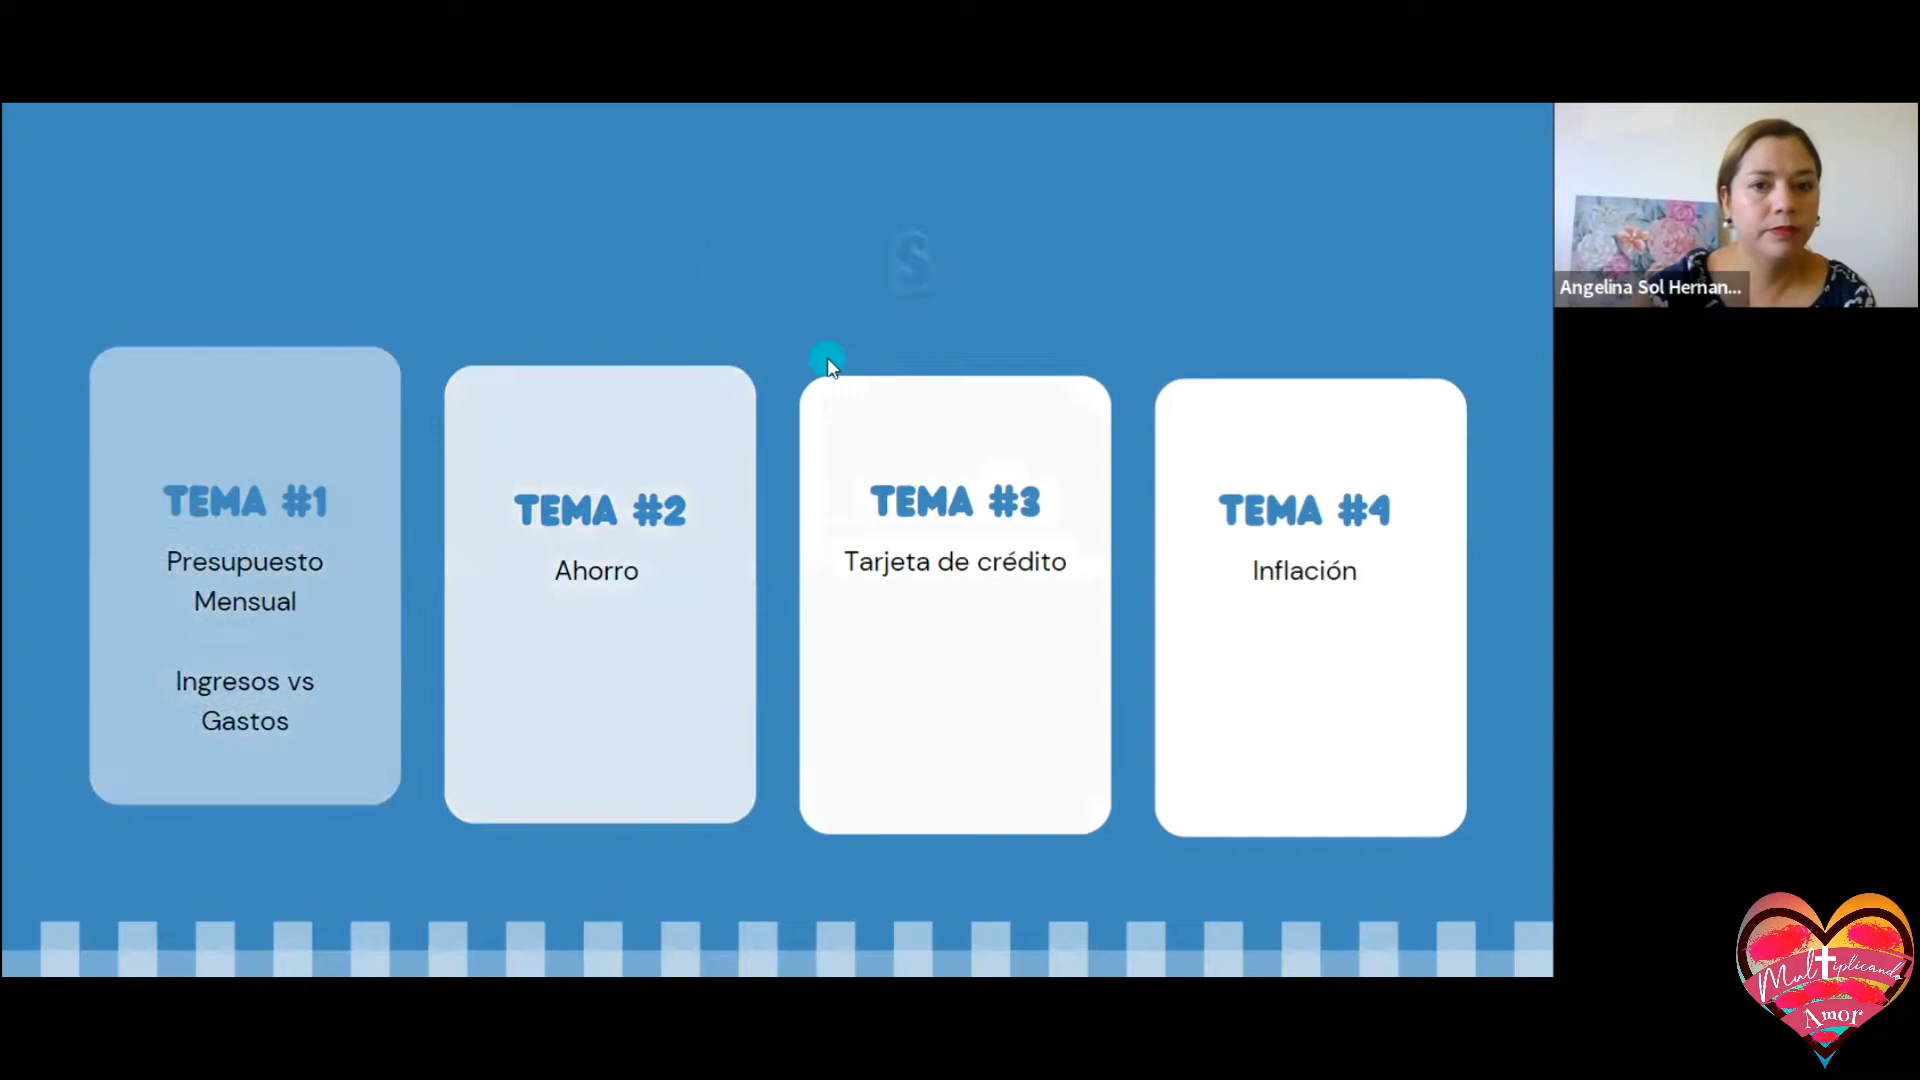 S
TEMA #1
Presupuesto
Mensual
Ingresos vs
Gastos
TEMA #2
Ahorro
TEMA #3
Tarjeta de crédito
TEMA #4
Inflación
Angelina Sol Hernan...
Multiplicando
Amor